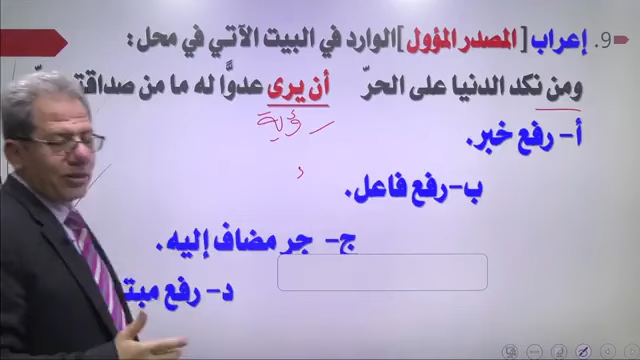 9. إعراب [المصدر المؤول] الوارد في البيت الآتي في محل:
ومن نكد الدنيا على الحرّ أن يرى عدوًّا له ما من صداقته
رؤية
أ- رفع خبر.
ب- رفع فاعل.
ج- جر مضاف إليه.
د- رفع